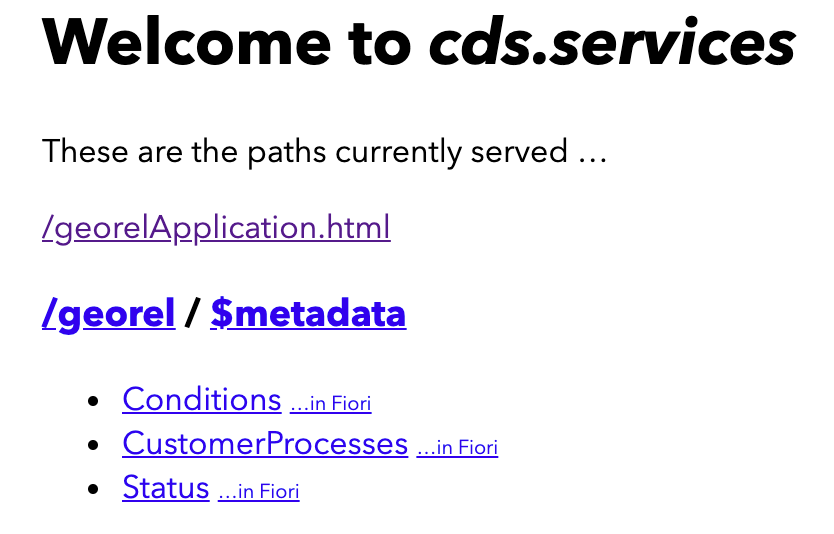 Welcome to cds.services
These are the paths currently served …
/georelApplication.html
/georel / $metadata
Conditions ...in Fiori
CustomerProcesses ...in Fiori
Status ...in Fiori